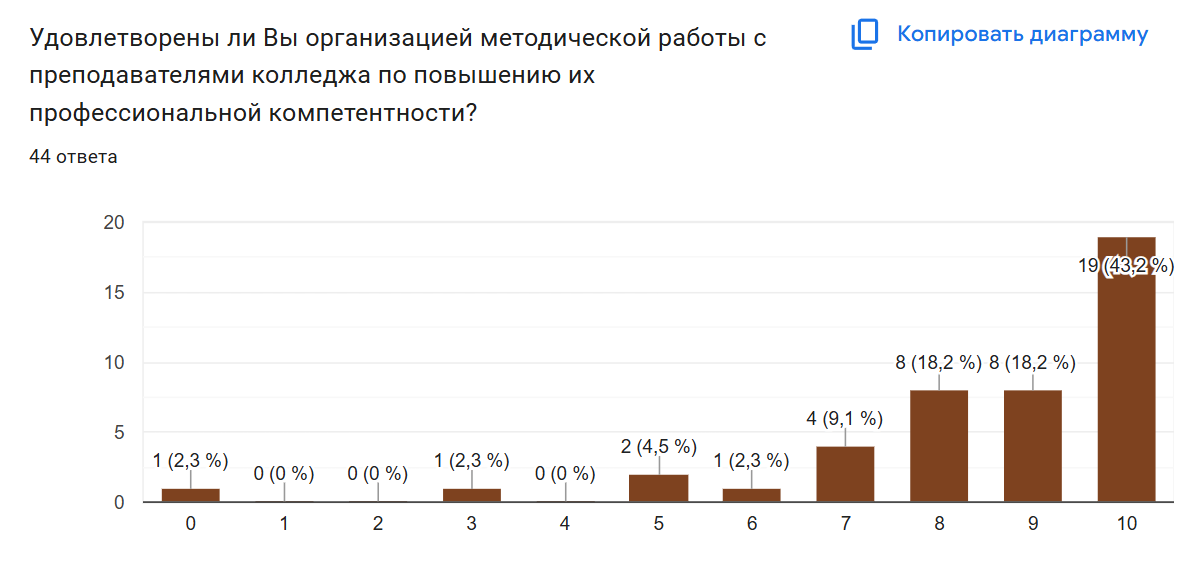 Удовлетворены ли Вы организацией методической работы с
преподавателями колледжа по повышению их
профессиональной компетентности?
Копировать диаграмму
44 ответа
20
15
10
5
0
1 (2,3 %)
0 (0 %)
0 (0 %)
1 (2,3 %)
0 (0 %)
2 (4,5 %)
1 (2,3 %)
4 (9,1 %)
8 (18,2 %)
8 (18,2 %)
19 (43,2 %)
0 1 2 3 4 5 6 7 8 9 10